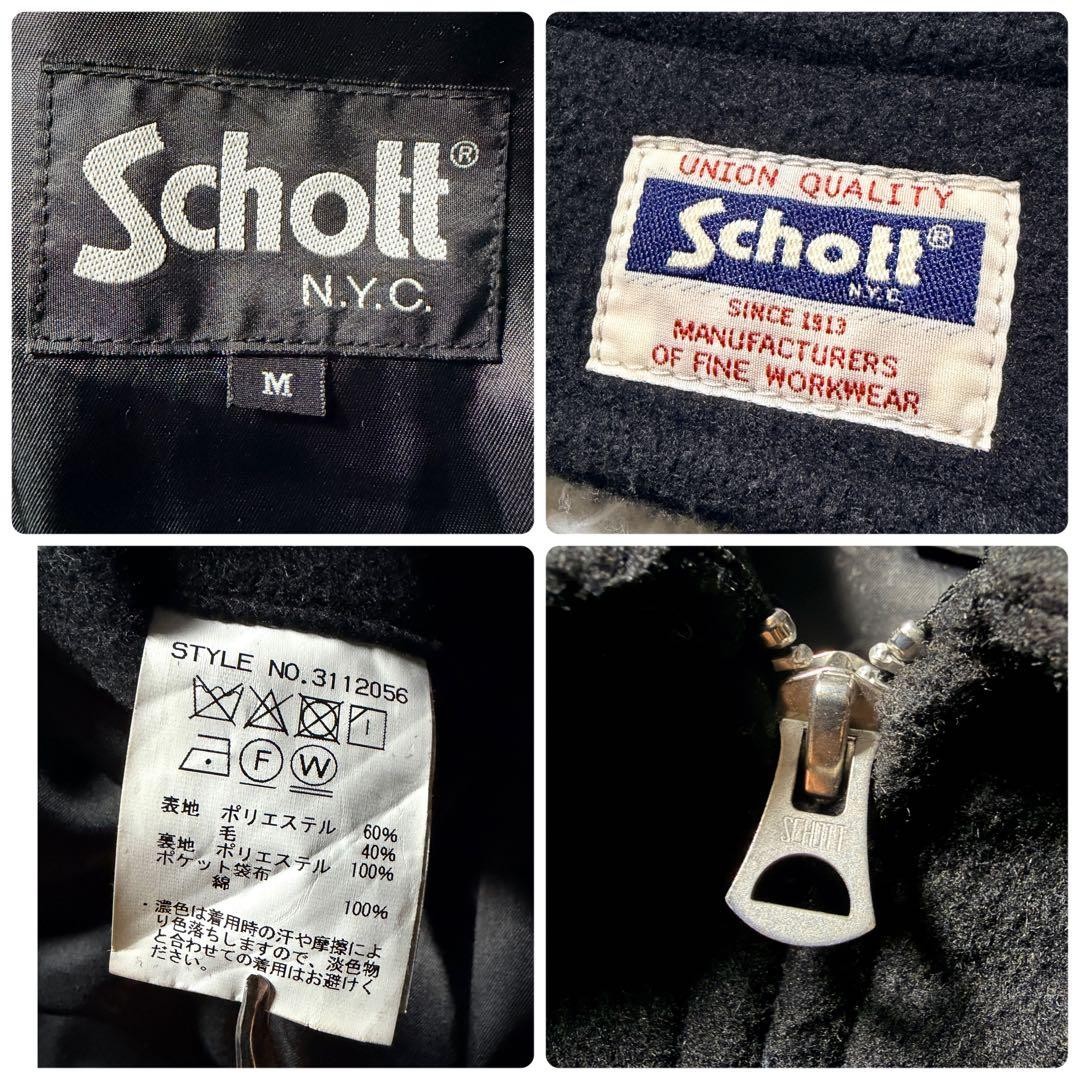 Schott®
N.Y.C.
M
UNION QUALITY
Schott®
N.Y.C
SINCE 1913
MANUFACTURERS
OF FINE WORKWEAR
STYLE NO.3112056
F W
表地 ポリエステル 60%
毛 40%
裏地 ポリエステル 100%
ポケット袋布
綿 100%
・濃色は着用時の汗や摩擦によ
り色落ちしますので、淡色物
と合わせての着用はお避けく
ださい。
SCHOTT